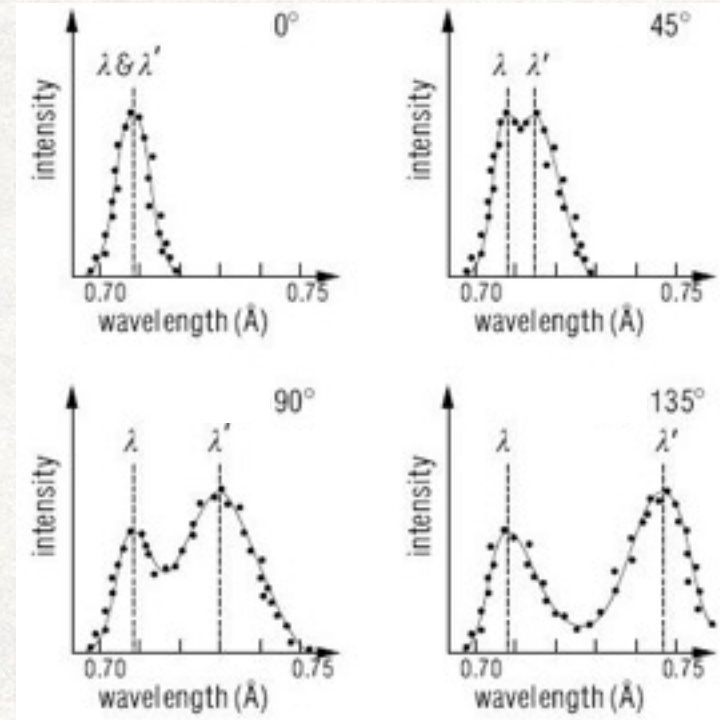 0°
λ & λ′
intensity
0.70 0.75
wavelength (Å)
45°
λ λ′
intensity
0.70 0.75
wavelength (Å)
90°
λ λ′
intensity
0.70 0.75
wavelength (Å)
135°
λ λ′
intensity
0.70 0.75
wavelength (Å)